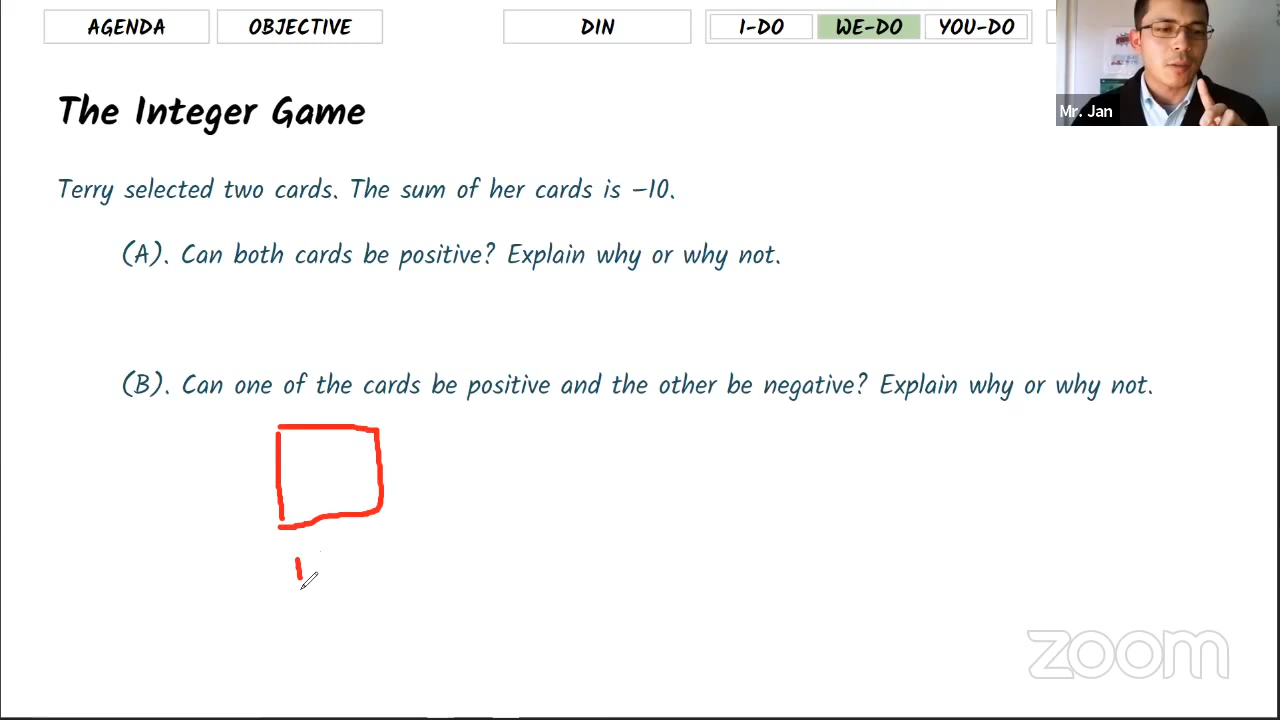 AGENDA OBJECTIVE DIN I-DO WE-DO YOU-DO
Mr. Jan
The Integer Game
Terry selected two cards. The sum of her cards is –10.
(A). Can both cards be positive? Explain why or why not.
(B). Can one of the cards be positive and the other be negative? Explain why or why not.
zoom